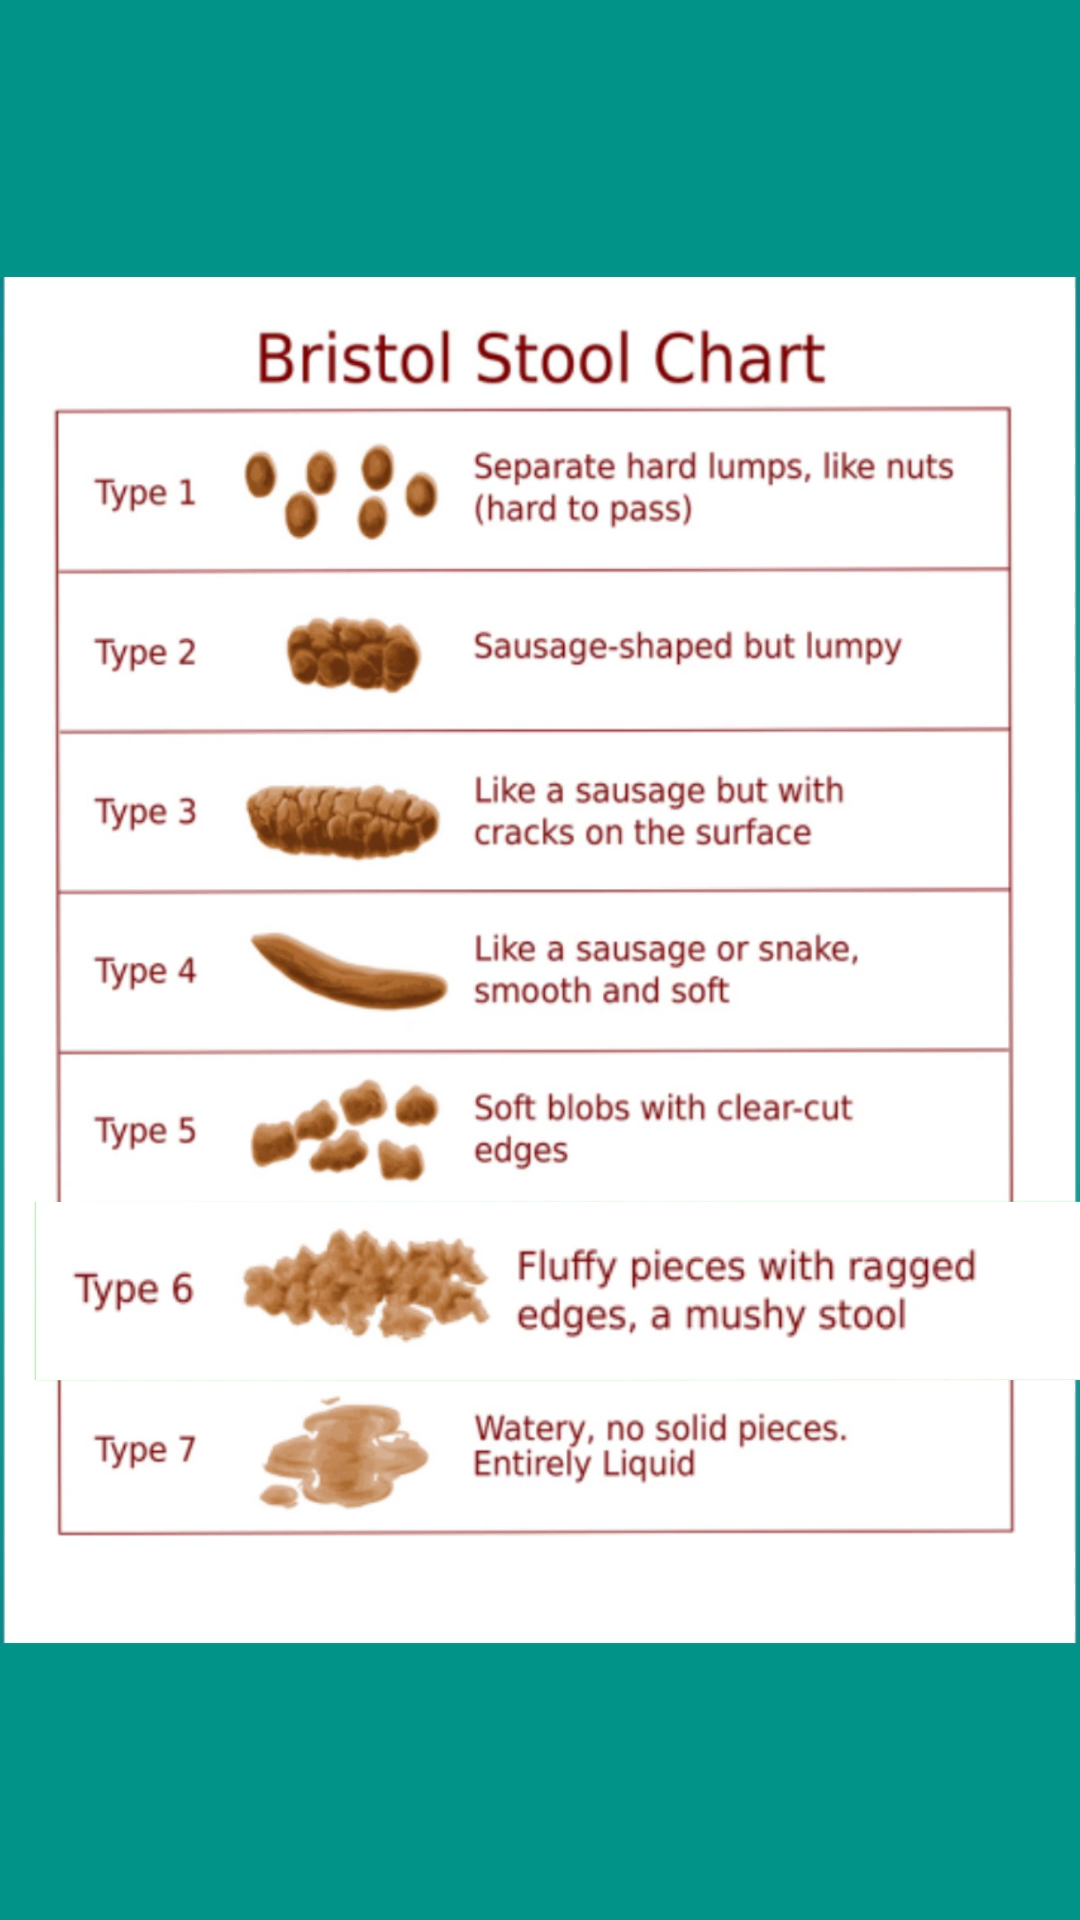 Bristol Stool Chart
Type 1
Separate hard lumps, like nuts
(hard to pass)
Type 2
Sausage-shaped but lumpy
Type 3
Like a sausage but with
cracks on the surface
Type 4
Like a sausage or snake,
smooth and soft
Type 5
Soft blobs with clear-cut
edges
Type 6
Fluffy pieces with ragged
edges, a mushy stool
Type 7
Watery, no solid pieces.
Entirely Liquid